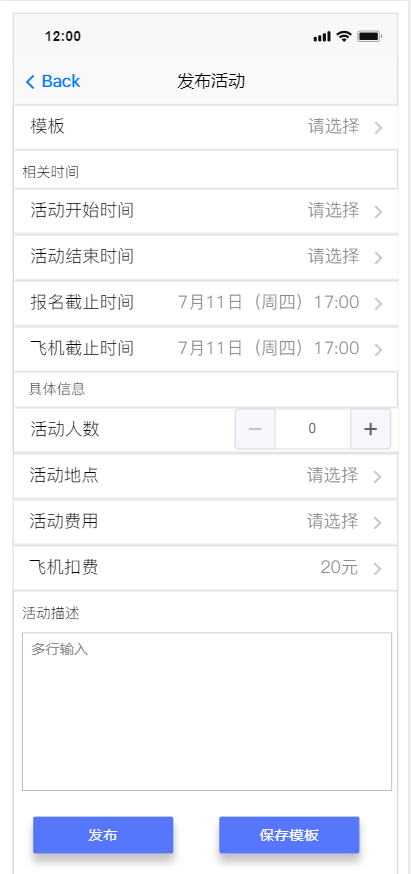 12:00
Back 发布活动
模板 请选择
相关时间
活动开始时间 请选择
活动结束时间 请选择
报名截止时间 7月11日（周四）17:00
飞机截止时间 7月11日（周四）17:00
具体信息
活动人数 － 0 +
活动地点 请选择
活动费用 请选择
飞机扣费 20元
活动描述
多行输入
发布 保存模板